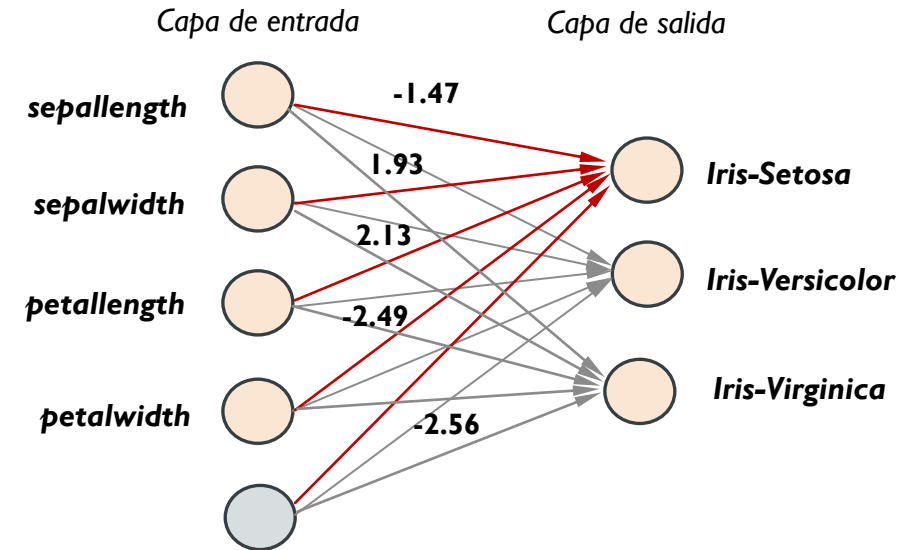 Capa de entrada
Capa de salida
sepallength
-1.47
1.93
Iris-Setosa
sepalwidth
2.13
Iris-Versicolor
petallength
-2.49
Iris-Virginica
petalwidth
-2.56